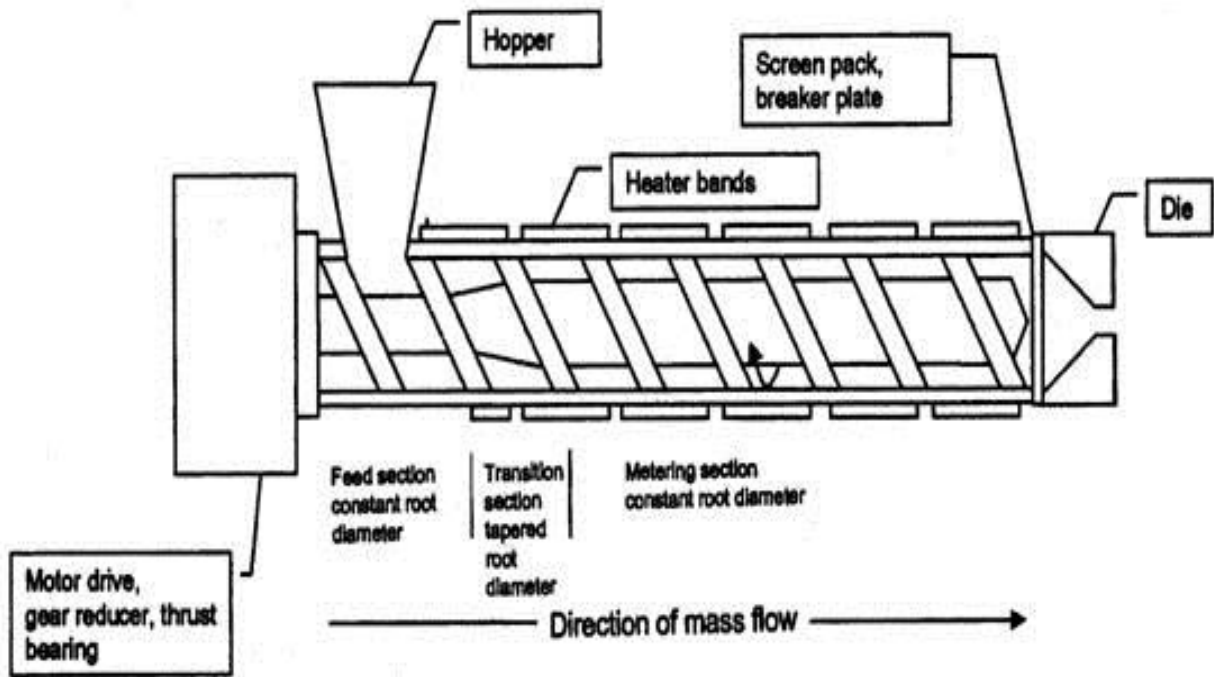 Hopper
Screen pack,
breaker plate
Heater bands
Die
Feed section
constant root
diameter
Transition
section
tapered
root
diameter
Metering section
constant root diameter
Motor drive,
gear reducer, thrust
bearing
Direction of mass flow